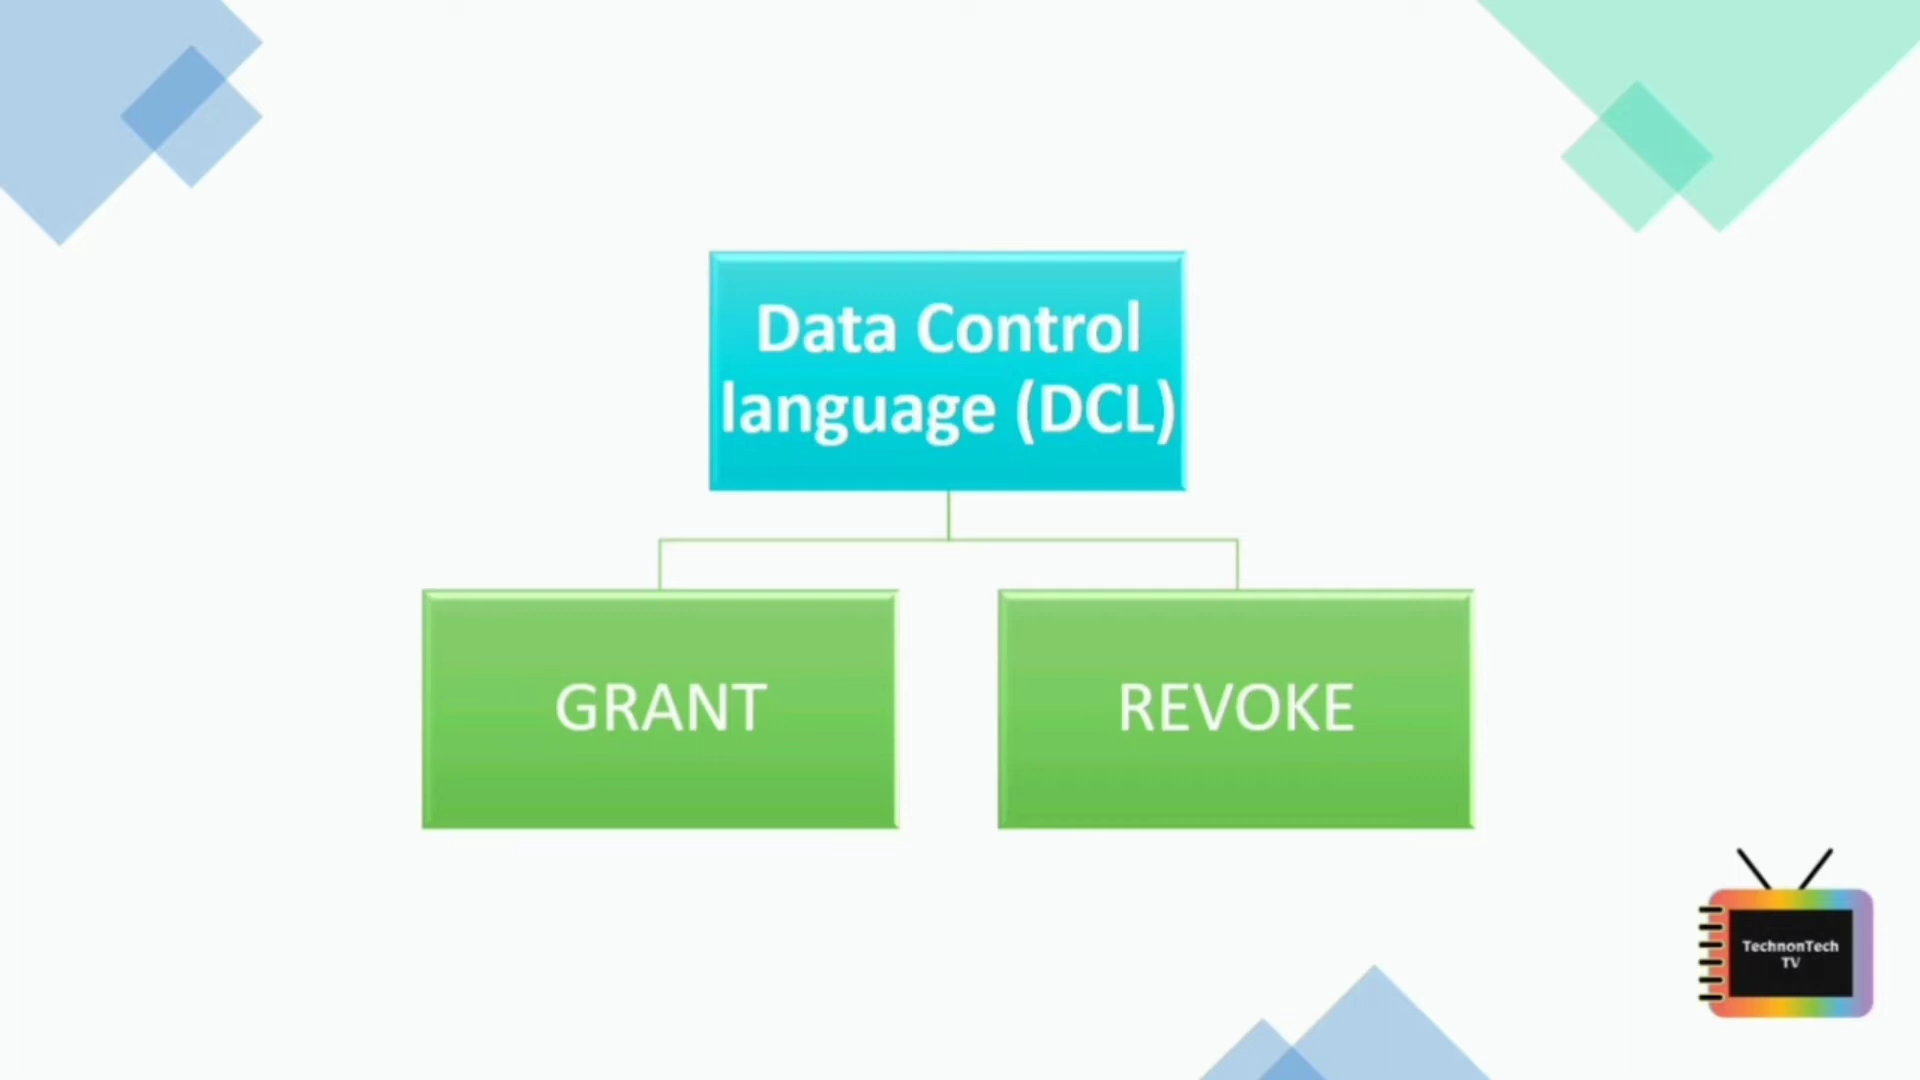 Data Control
language (DCL)
GRANT
REVOKE
TechnonTech
TV